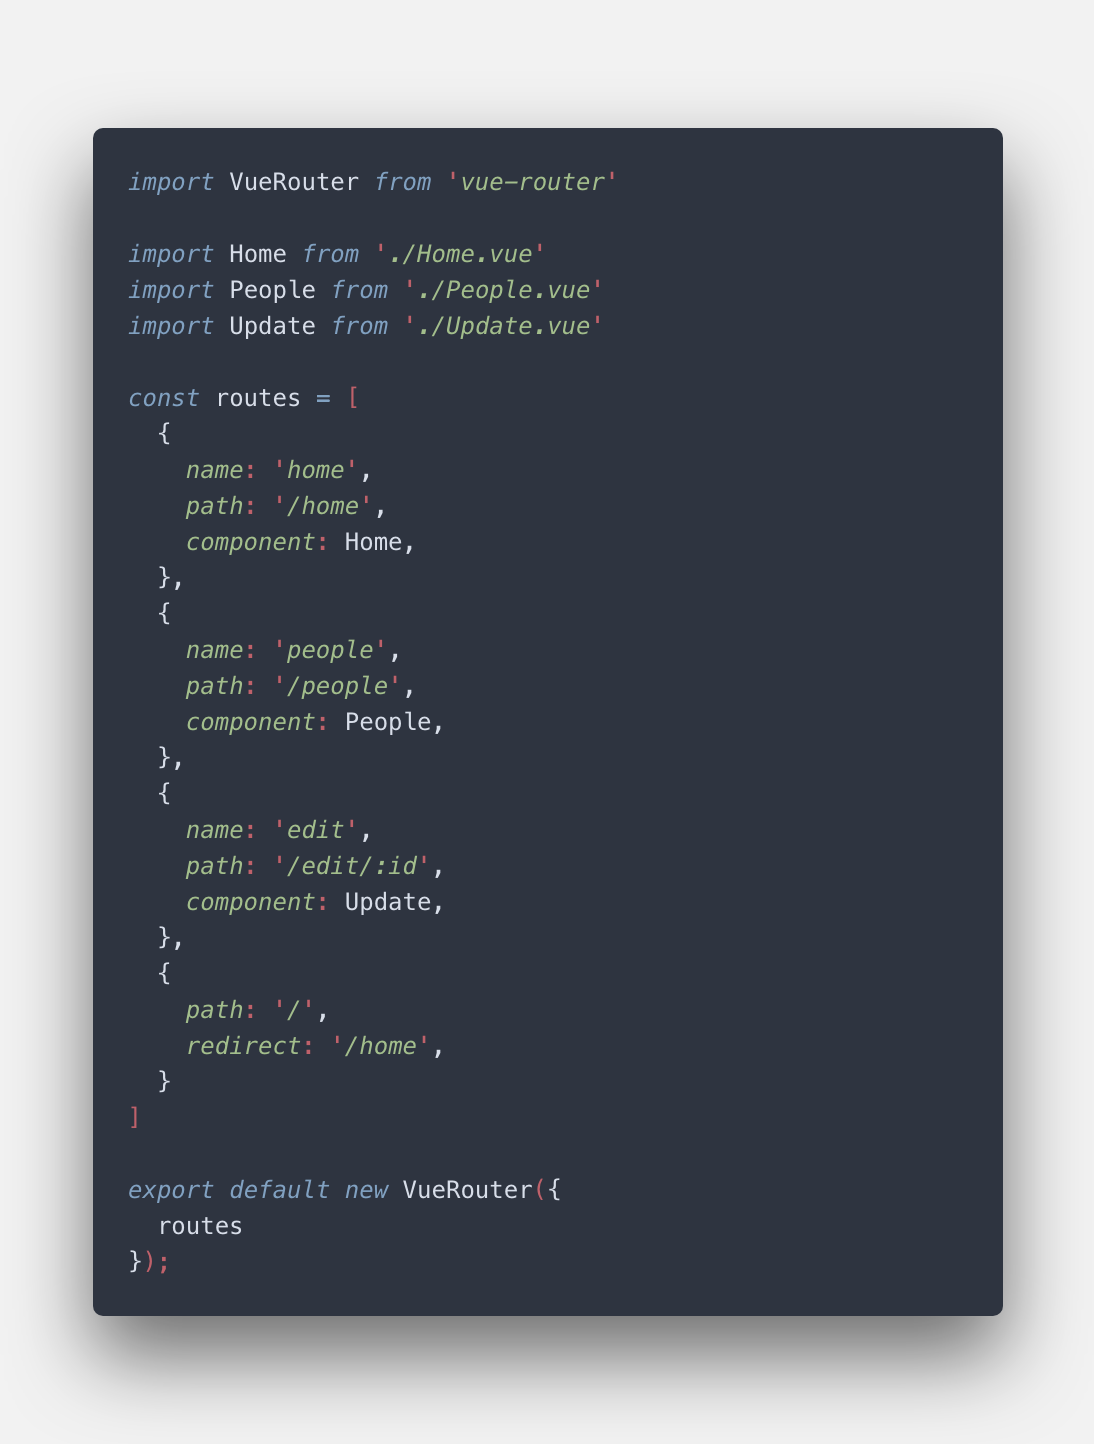 import VueRouter from 'vue-router'

import Home from './Home.vue'
import People from './People.vue'
import Update from './Update.vue'

const routes = [
  {
    name: 'home',
    path: '/home',
    component: Home,
  },
  {
    name: 'people',
    path: '/people',
    component: People,
  },
  {
    name: 'edit',
    path: '/edit/:id',
    component: Update,
  },
  {
    path: '/',
    redirect: '/home',
  }
]

export default new VueRouter({
  routes
});